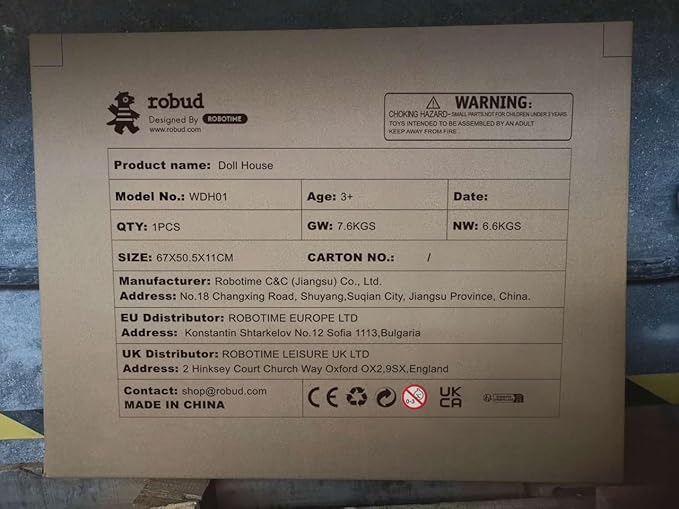 robud
Designed By ROBOTIME
www.robud.com
WARNING:
CHOKING HAZARD-SMALL PARTS.NOT FOR CHILDREN UNDER 3 YEARS
TOYS INTENDED TO BE ASSEMBLED BY AN ADULT
KEEP AWAY FROM FIRE.
Product name: Doll House
Model No.: WDH01 Age: 3+ Date:
QTY: 1PCS GW: 7.6KGS NW: 6.6KGS
SIZE: 67X50.5X11CM CARTON NO.: /
Manufacturer: Robotime C&C (Jiangsu) Co., Ltd.
Address: No.18 Changxing Road, Shuyang,Suqian City, Jiangsu Province, China.
EU Ddistributor: ROBOTIME EUROPE LTD
Address: Konstantin Shtarkelov No.12 Sofia 1113,Bulgaria
UK Dstributor: ROBOTIME LEISURE UK LTD
Address: 2 Hinksey Court Church Way Oxford OX2,9SX,England
Contact: shop@robud.com
MADE IN CHINA
CE CE 0-3 UK
CA